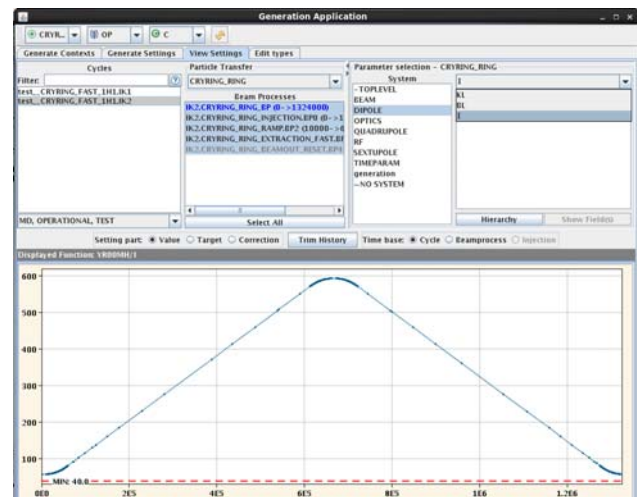 Generation Application
CRYR...
OP
C
Generate Contexts
Generate Settings
View Settings
Edit types
Cycles
Filter:
test_CRYRING_FAST_1H1.IK1
test_CRYRING_FAST_1H1.IK2
MD, OPERATIONAL, TEST
Particle Transfer
CRYRING_RING
Beam Processes
IK2.CRYRING_RING_BP (0->1324000)
IK2.CRYRING_RING_INJECTION.BP0 (0->1
IK2.CRYRING_RING_RAMP.BP2 (10000->6
IK2.CRYRING_RING_EXTRACTION_FAST.BP
IK2.CRYRING_RING_BEAMOUT_RESET.BP4
Select All
Parameter selection - CRYRING_RING
System
-TOPLEVEL
BEAM
DIPOLE
OPTICS
QUADRUPOLE
RF
SEXTUPOLE
TIMEPARAM
generation
--NO SYSTEM
I
KL
BL
I
Hierarchy
Show Field(s)
Setting part: Value Target Correction Trim History Time base: Cycle Beamprocess Injection
Displayed Function: YR00MH/I
600
500
400
300
200
100
MIN: 40.0
0E0 2E5 4E5 6E5 8E5 1E6 1.2E6